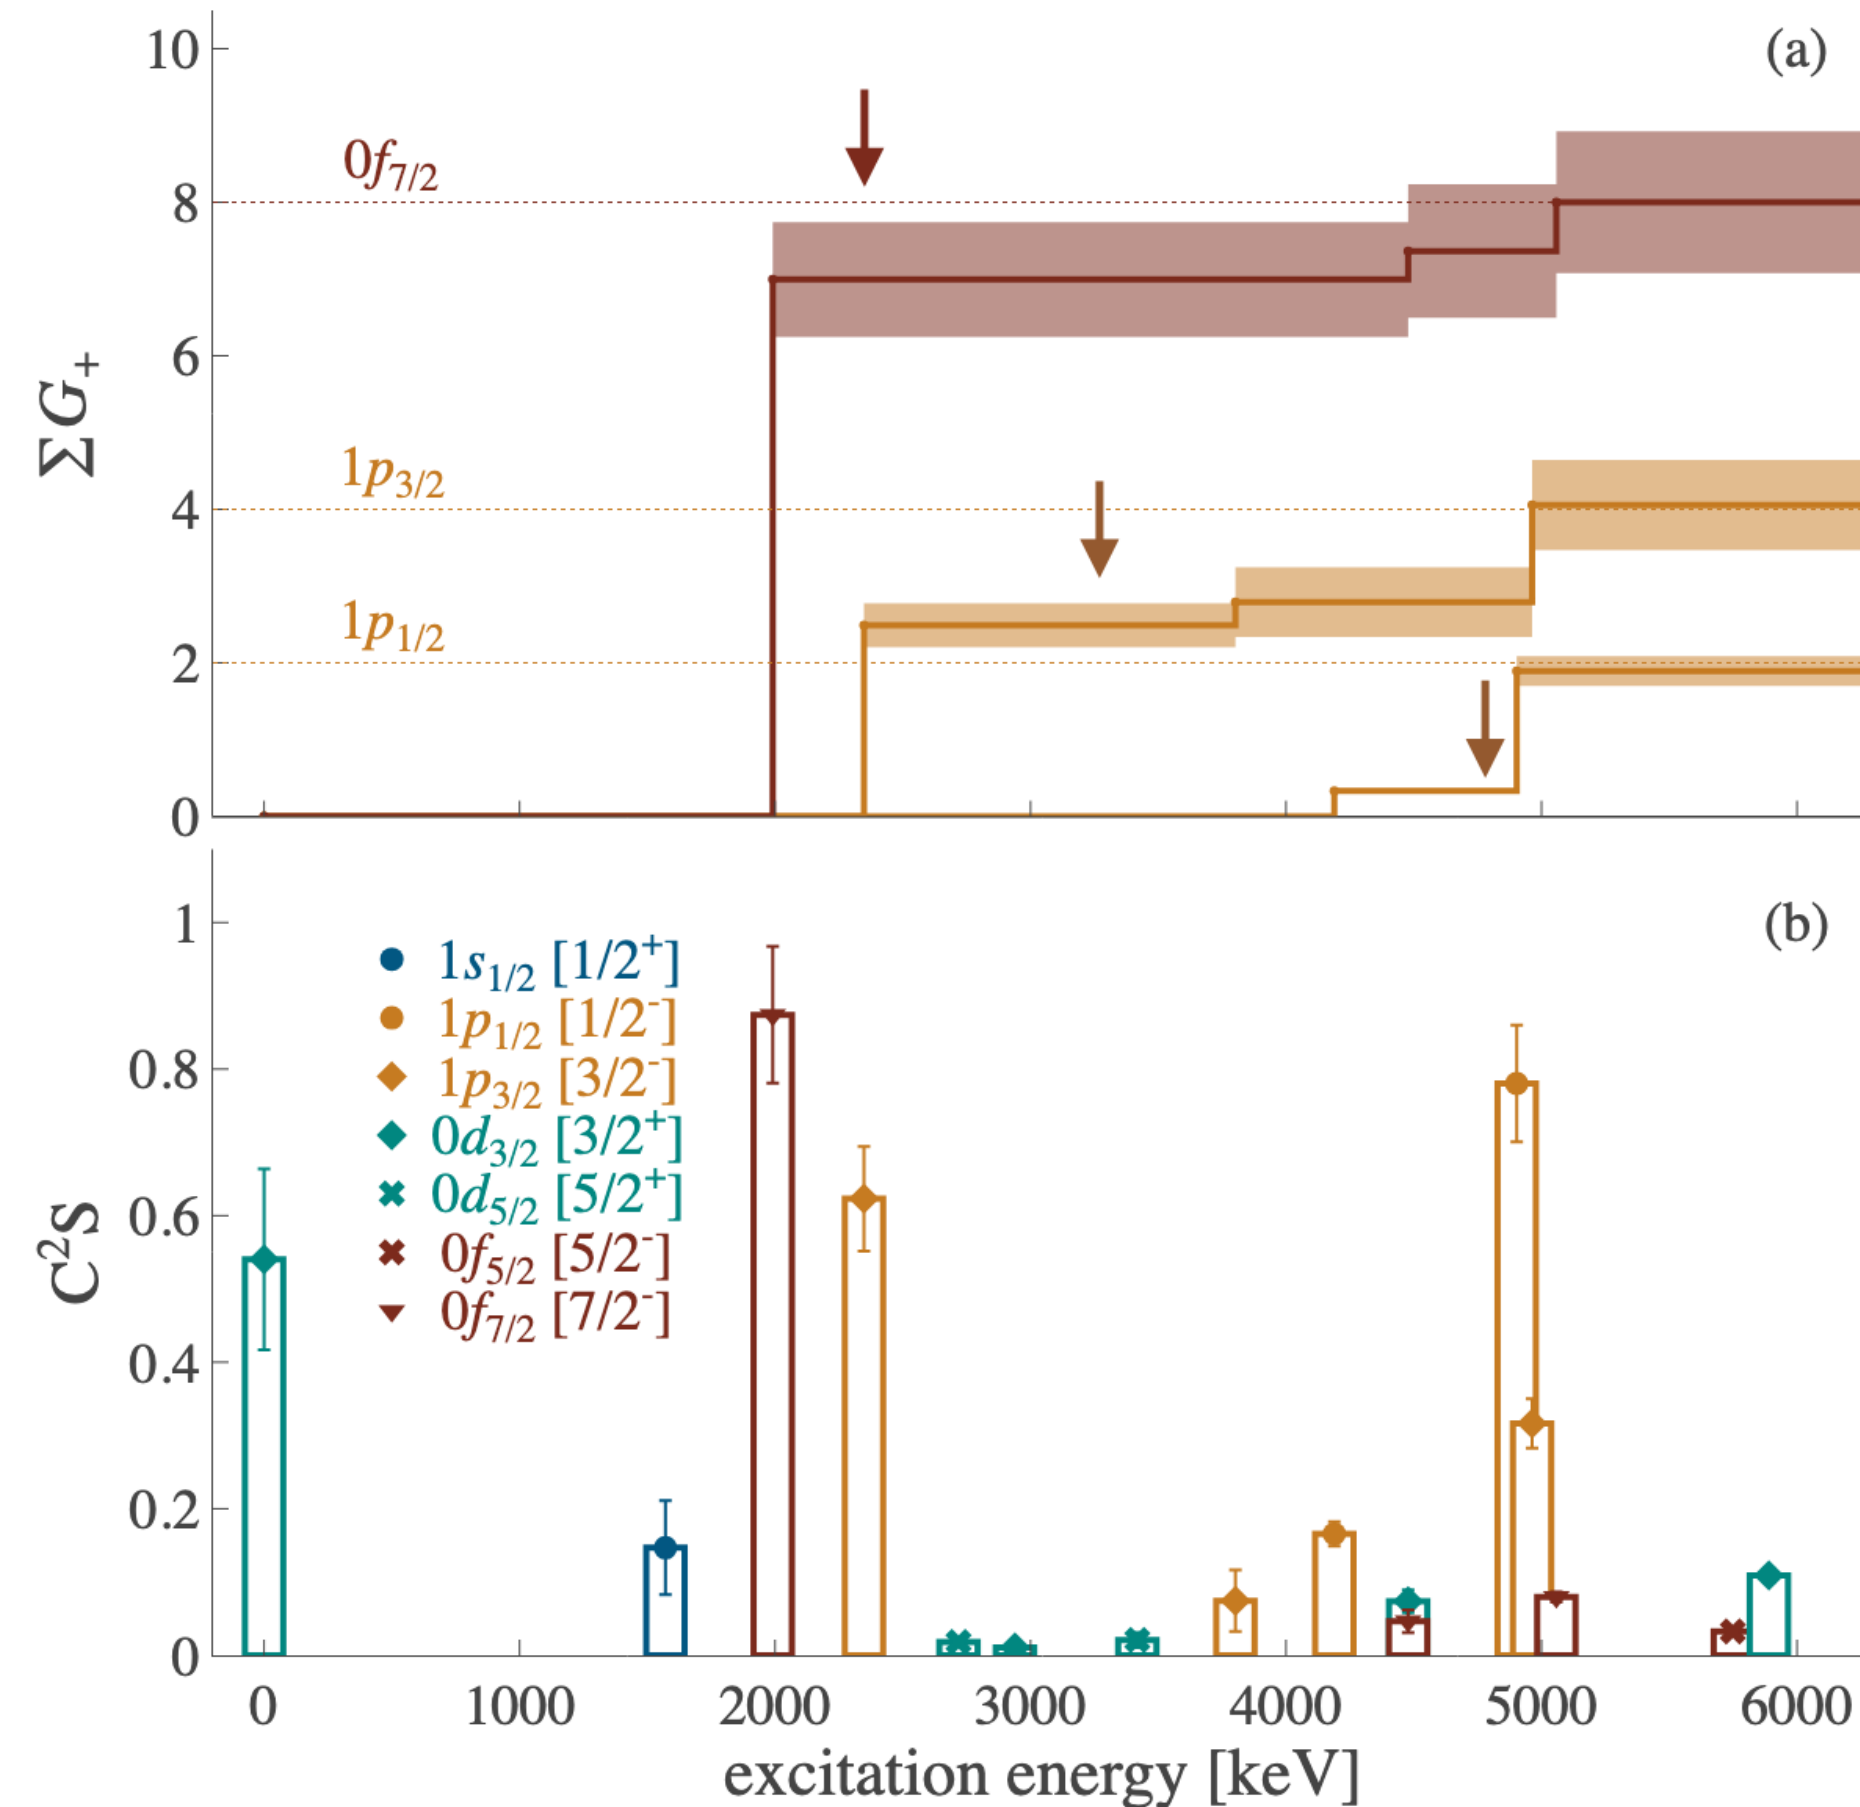 (a)
10
8
6
4
2
0
ΣG₊
0f₇/₂
1p₃/₂
1p₁/₂
(b)
1
0.8
0.6
0.4
0.2
0
C²S
1s₁/₂ [1/2⁺]
1p₁/₂ [1/2⁻]
1p₃/₂ [3/2⁻]
0d₃/₂ [3/2⁺]
0d₅/₂ [5/2⁺]
0f₅/₂ [5/2⁻]
0f₇/₂ [7/2⁻]
0 1000 2000 3000 4000 5000 6000
excitation energy [keV]